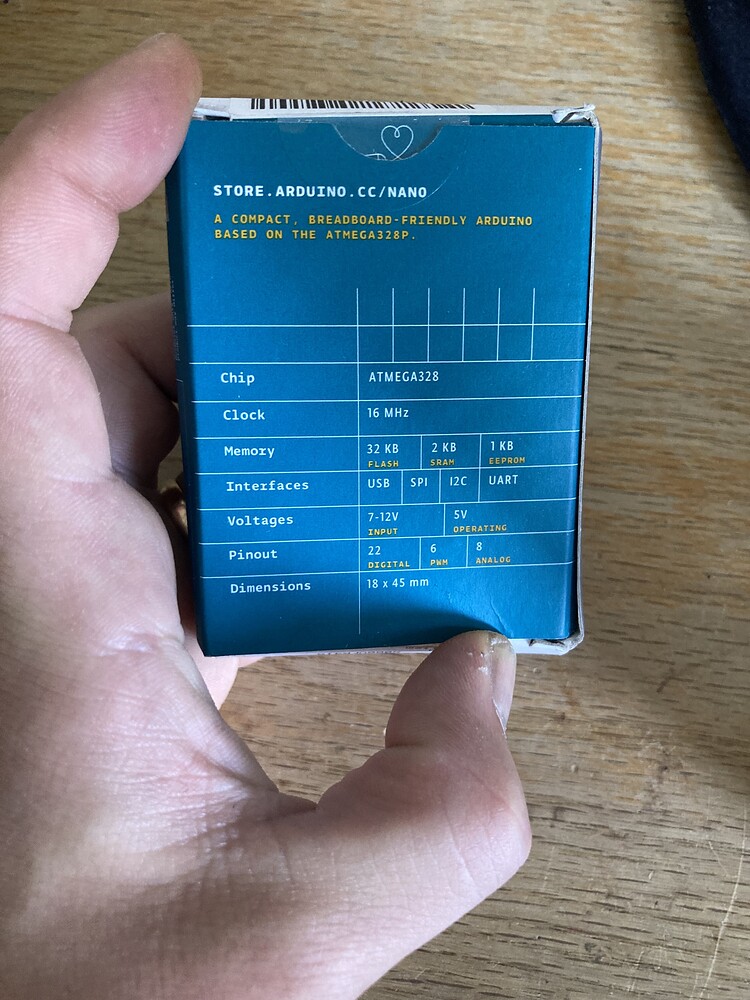 STORE.ARDUINO.CC/NANO
A COMPACT, BREADBOARD-FRIENDLY ARDUINO
BASED ON THE ATMEGA328P.
Chip ATMEGA328
Clock 16 MHz
Memory 32 KB 2 KB 1 KB
FLASH SRAM EEPROM
Interfaces USB SPI I2C UART
Voltages 7-12V 5V
INPUT OPERATING
Pinout 22 6 8
DIGITAL PWM ANALOG
Dimensions 18 x 45 mm